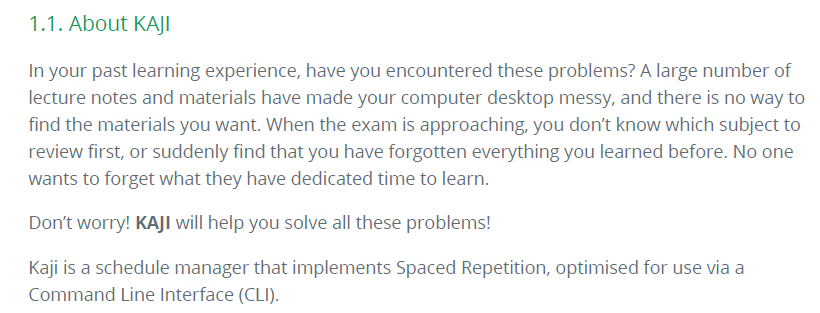 1.1. About KAJI
In your past learning experience, have you encountered these problems? A large number of
lecture notes and materials have made your computer desktop messy, and there is no way to
find the materials you want. When the exam is approaching, you don’t know which subject to
review first, or suddenly find that you have forgotten everything you learned before. No one
wants to forget what they have dedicated time to learn.
Don’t worry! KAJI will help you solve all these problems!
Kaji is a schedule manager that implements Spaced Repetition, optimised for use via a
Command Line Interface (CLI).